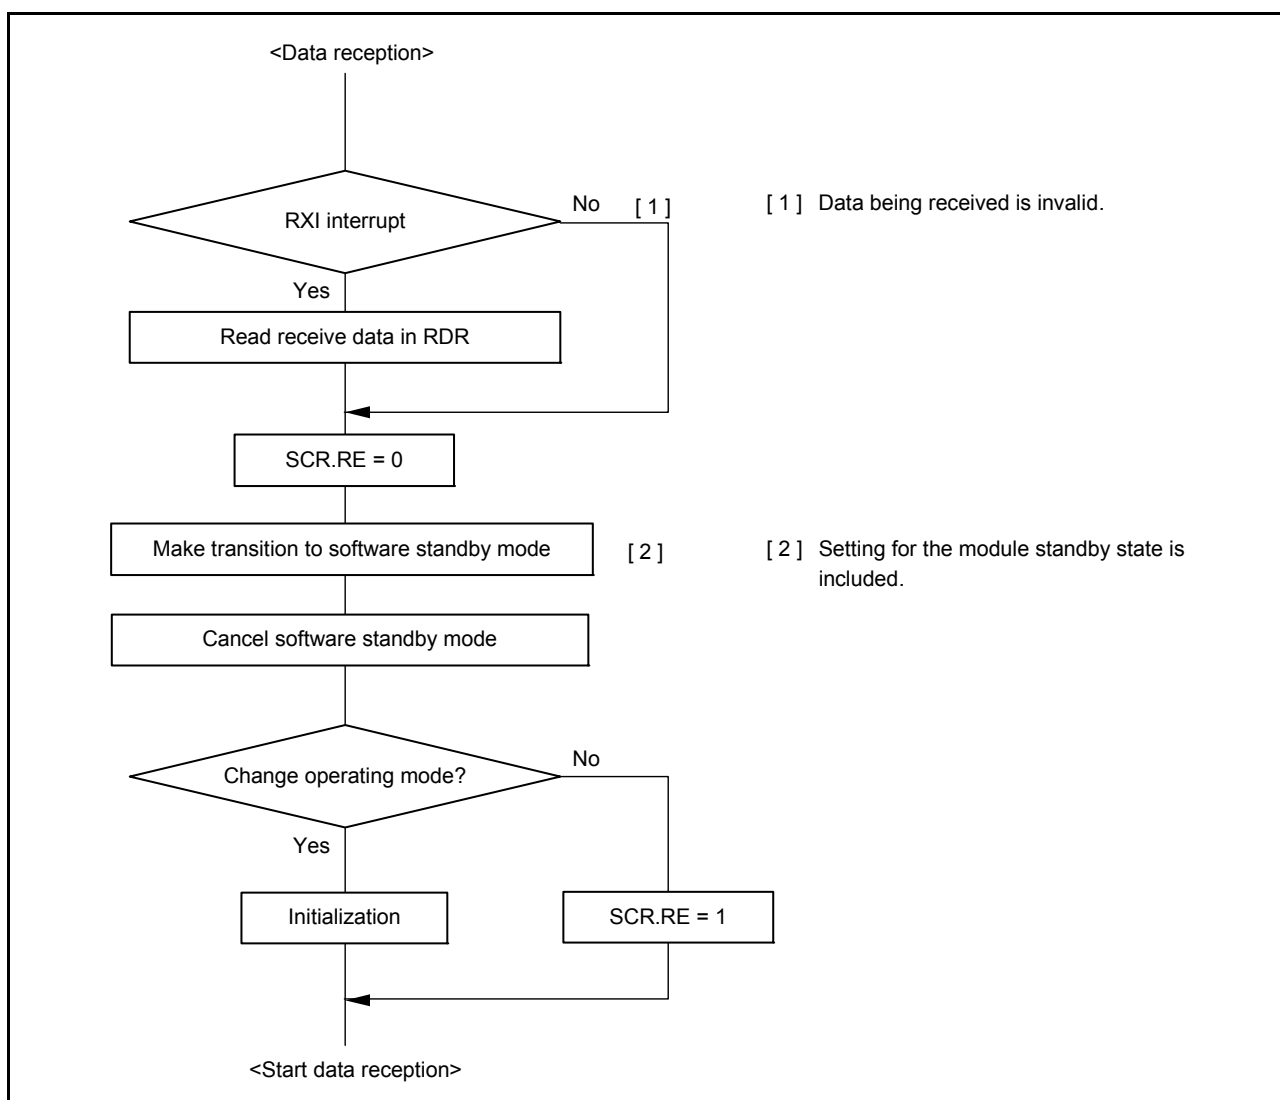 <Data reception>
RXI interrupt
No [ 1 ]
[ 1 ] Data being received is invalid.
Yes
Read receive data in RDR
SCR.RE = 0
Make transition to software standby mode
[ 2 ]
[ 2 ] Setting for the module standby state is
included.
Cancel software standby mode
Change operating mode?
No
Yes
Initialization
SCR.RE = 1
<Start data reception>